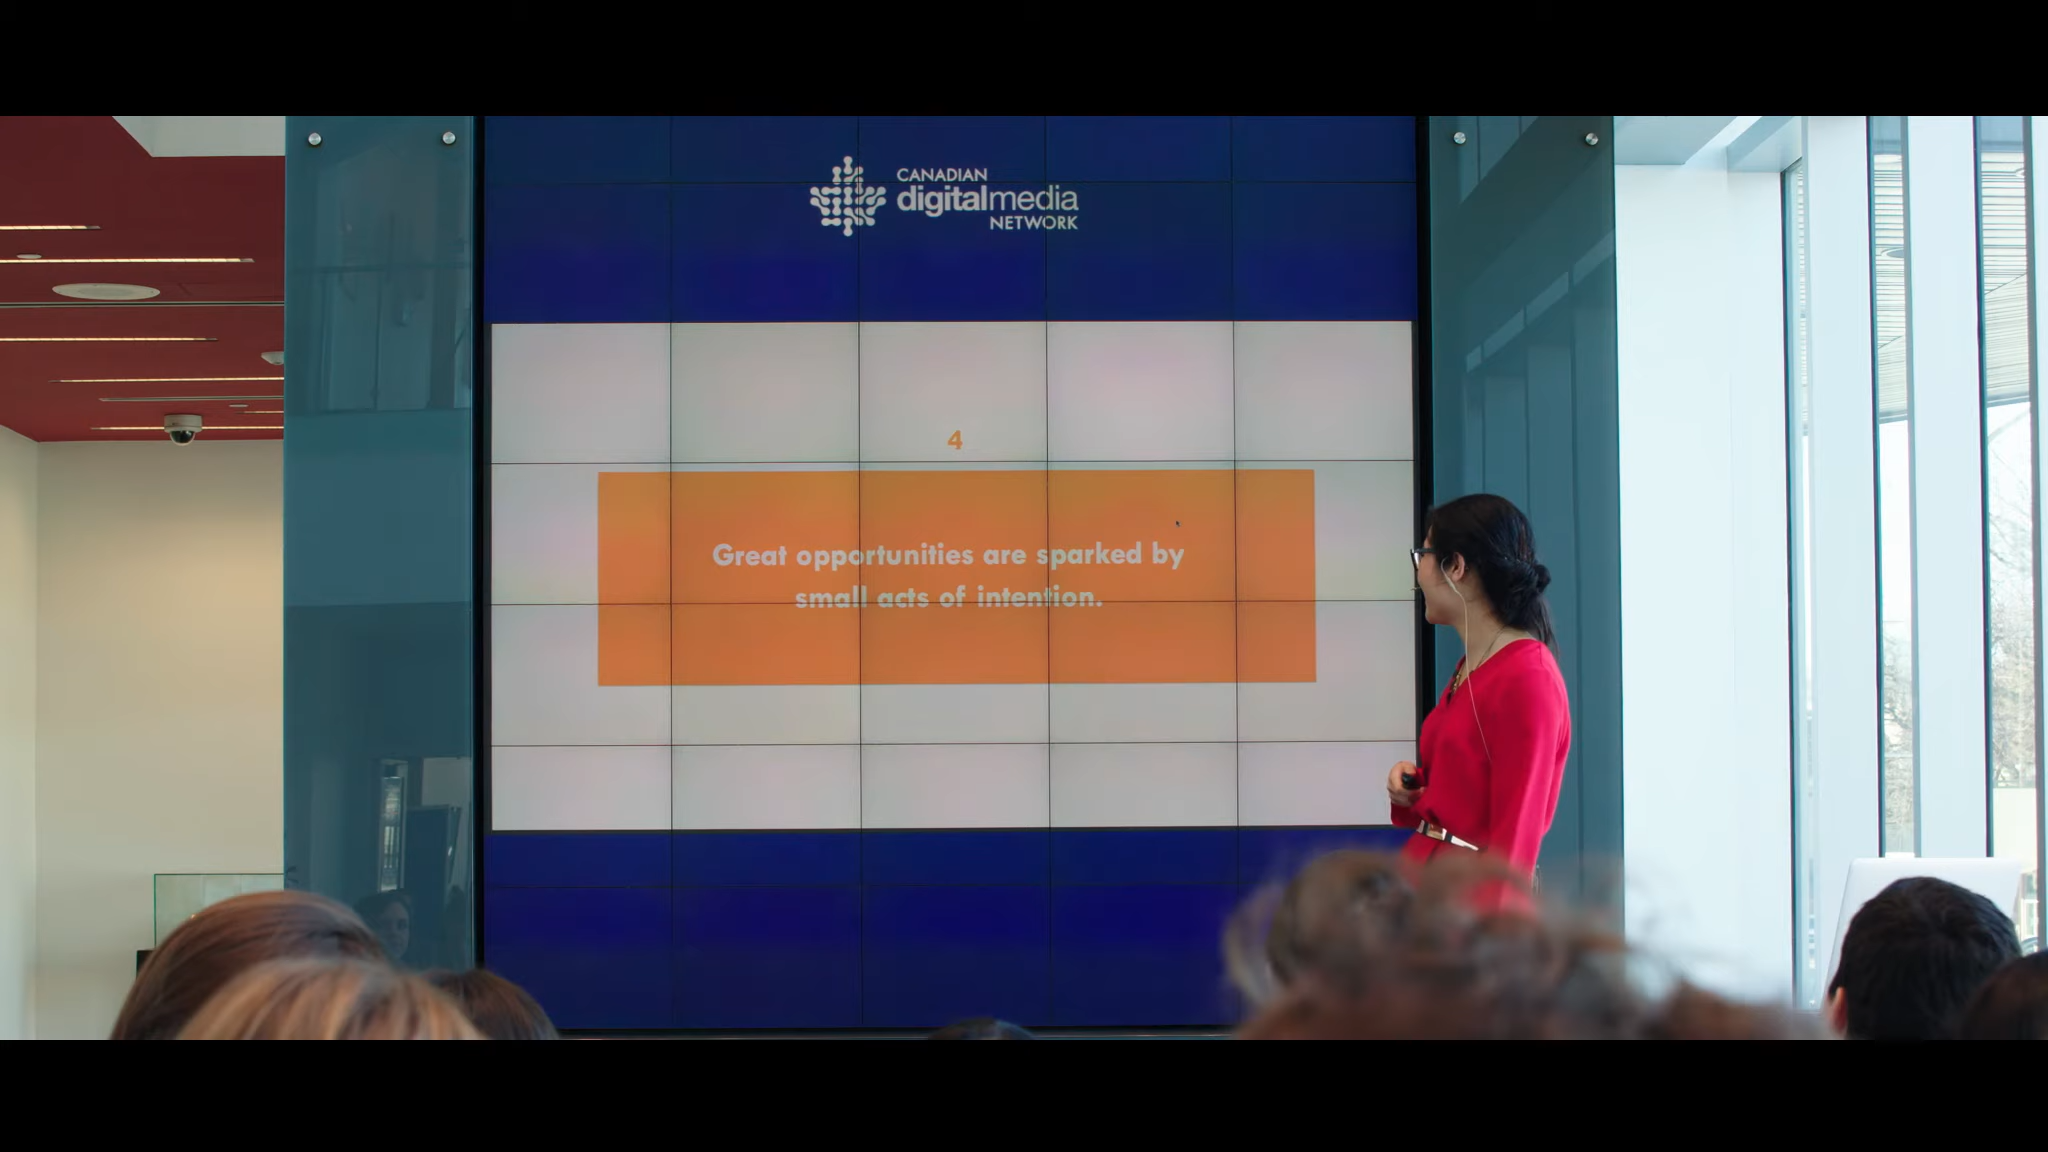 CANADIAN
digitalmedia
NETWORK
4
Great opportunities are sparked by
small acts of intention.